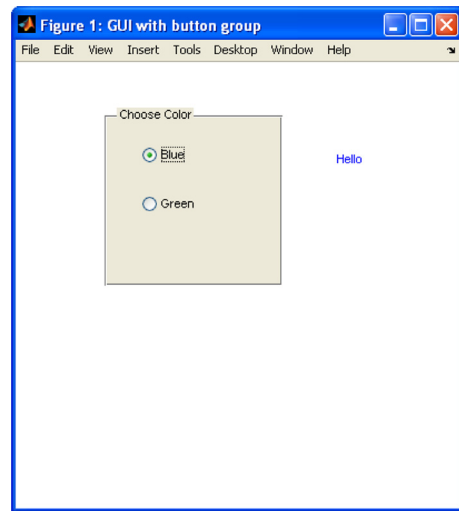 Figure 1: GUI with button group
File Edit View Insert Tools Desktop Window Help
Choose Color
Blue
Hello
Green